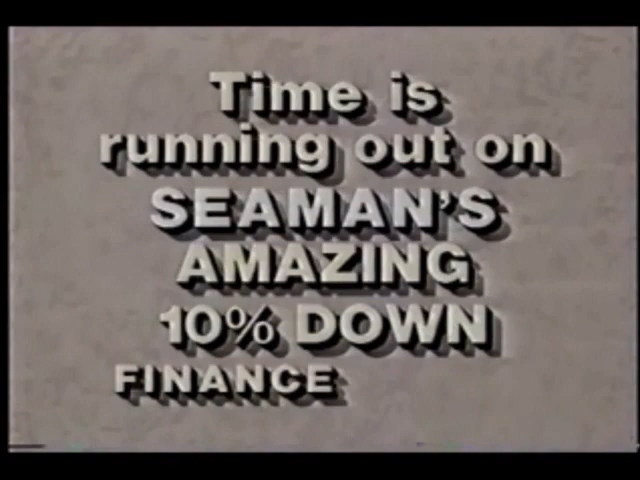 Time is
running out on
SEAMAN'S
AMAZING
10% DOWN
FINANCE